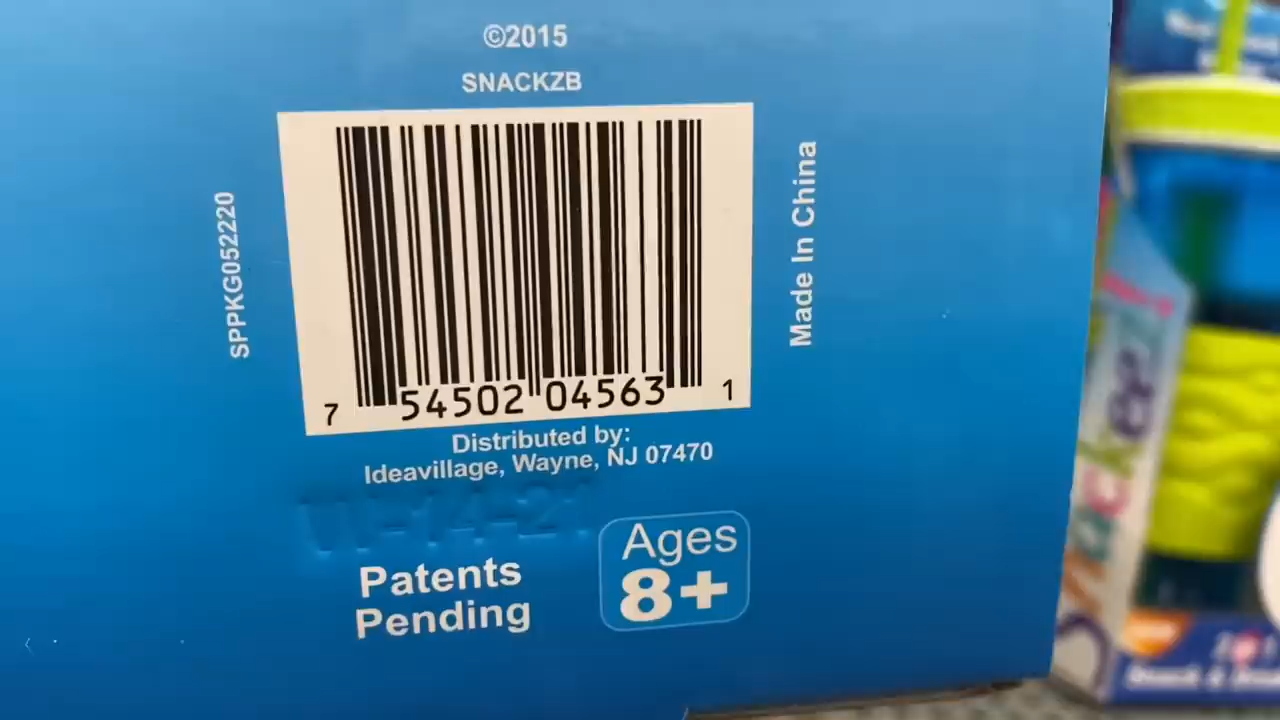 ©2015
SNACKZB
SPPKG052220
Made In China
7 54502 04563 1
Distributed by:
Ideavillage, Wayne, NJ 07470
Patents
Pending
Ages
8+